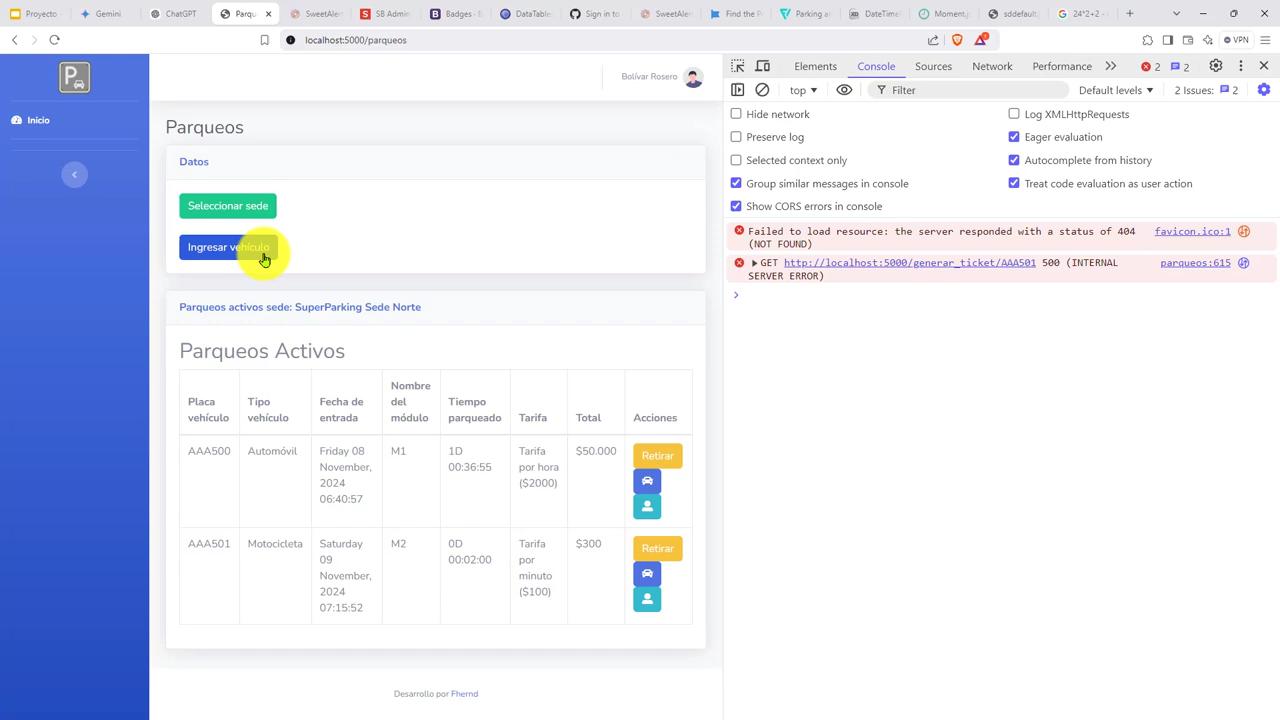 Proyecto
Gemini
ChatGPT
Parqu
SweetAlert
SB Admin
Badges - B
DataTable
Sign in to
SweetAler
Find the P
Parking ar
DateTime
Moment.j
sddefault.j
24*2+2 -
localhost:5000/parqueos
VPN
P
Inicio
Bolívar Rosero
Parqueos
Datos
Seleccionar sede
Ingresar vehículo
Parqueos activos sede: SuperParking Sede Norte
Parqueos Activos
Placa vehículo
Tipo vehículo
Fecha de entrada
Nombre del módulo
Tiempo parqueado
Tarifa
Total
Acciones
AAA500
Automóvil
Friday 08
November,
2024
06:40:57
M1
1D
00:36:55
Tarifa
por hora
($2000)
$50.000
Retirar
AAA501
Motocicleta
Saturday
09
November,
2024
07:15:52
M2
0D
00:02:00
Tarifa
por
minuto
($100)
$300
Retirar
Desarrollo por Fhernd
Elements
Console
Sources
Network
Performance
2
2
top
Filter
Default levels
2 Issues:
2
Hide network
Log XMLHttpRequests
Preserve log
Eager evaluation
Selected context only
Autocomplete from history
Group similar messages in console
Treat code evaluation as user action
Show CORS errors in console
Failed to load resource: the server responded with a status of 404 favicon.ico:1
(NOT FOUND)
GET http://localhost:5000/generar_ticket/AAA501 500 (INTERNAL parqueos:615
SERVER ERROR)